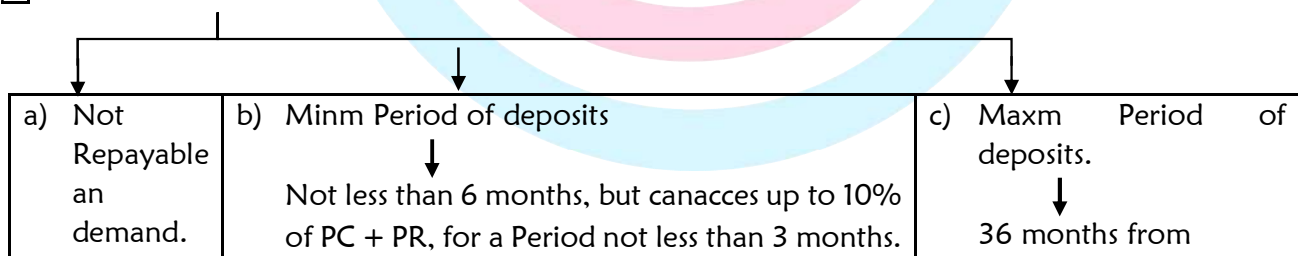 a) Not
Repayable
an
demand.
b) Minm Period of deposits
Not less than 6 months, but canacces up to 10%
of PC + PR, for a Period not less than 3 months.
c) Maxm Period of
deposits.
36 months from